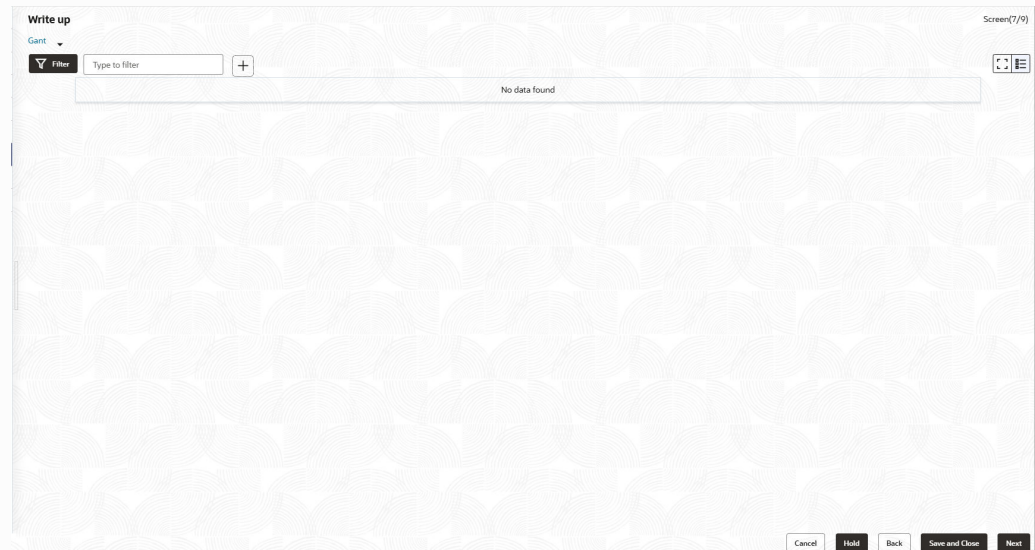 Write up
Screen(7/9)
Gant
Filter
Type to filter
No data found
Cancel
Hold
Back
Save and Close
Next